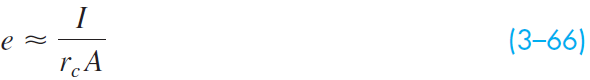 e ≈ I / r_c A (3–66)